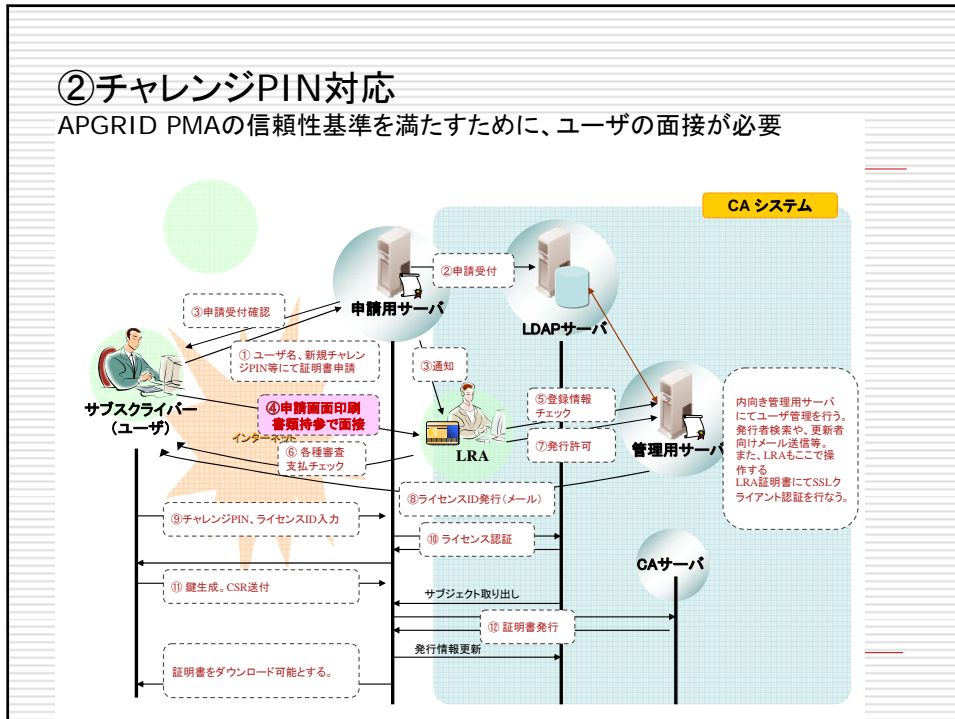 ②チャレンジPIN対応
APGRID PMAの信頼性基準を満たすために、ユーザの面接が必要
CA システム
②申請受付
③申請受付確認
申請用サーバ
LDAPサーバ
① ユーザ名、新規チャレン
ジPIN等にて証明書申請
③通知
サブスクライバー
（ユーザ）
④申請画面印刷
書類持参で面接
インターネット
⑤登録情報
チェック
⑥ 各種審査
支払チェック
LRA
⑦発行許可
管理用サーバ
内向き管理用サーバ
にてユーザ管理を行う。
発行者検索や、更新者
向けメール送信等。
また、LRAもここで操
作する
LRA証明書にてSSLク
ライアント認証を行なう。
⑧ライセンスID発行（メール）
⑨チャレンジPIN、ライセンスID入力
⑩ ライセンス認証
CAサーバ
⑪ 鍵生成。CSR送付
サブジェクト取り出し
⑫ 証明書発行
発行情報更新
証明書をダウンロード可能とする。